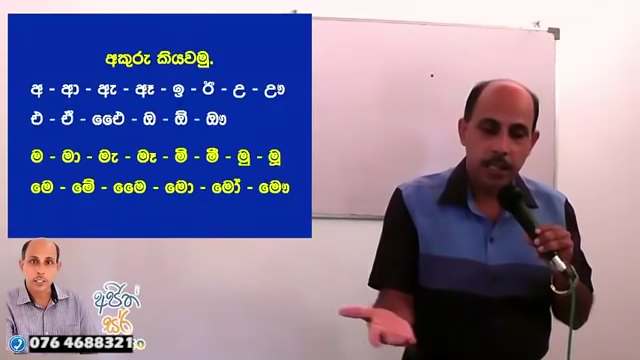 අකුරු කියවමු.
අ - ආ - ඇ - ඈ - ඉ - ඊ - උ - ඌ
එ - ඒ - ඓ - ඔ - ඕ - ඖ
ම - මා - මැ - මෑ - මි - මී - මු - මූ
මෙ - මේ - මෛ - මො - මෝ - මෞ
අජිත්
සර්
076 4688321